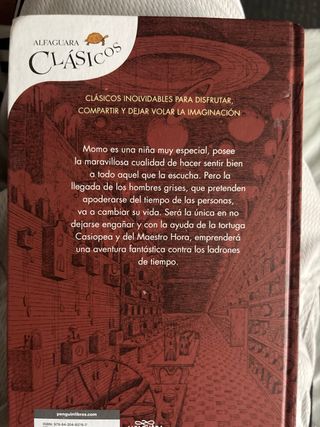 ALFAGUARA
CLÁSICOS
CLÁSICOS INOLVIDABLES PARA DISFRUTAR,
COMPARTIR Y DEJAR VOLAR LA IMAGINACIÓN
Momo es una niña muy especial, posee
la maravillosa cualidad de hacer sentir bien
a todo aquel que la escucha. Pero la
llegada de los hombres grises, que pretenden
apoderarse del tiempo de las personas,
va a cambiar su vida. Será la única en no
dejarse engañar y con la ayuda de la tortuga
Casiopea y del Maestro Hora, emprenderá
una aventura fantástica contra los ladrones
de tiempo.
penguinlibros.com